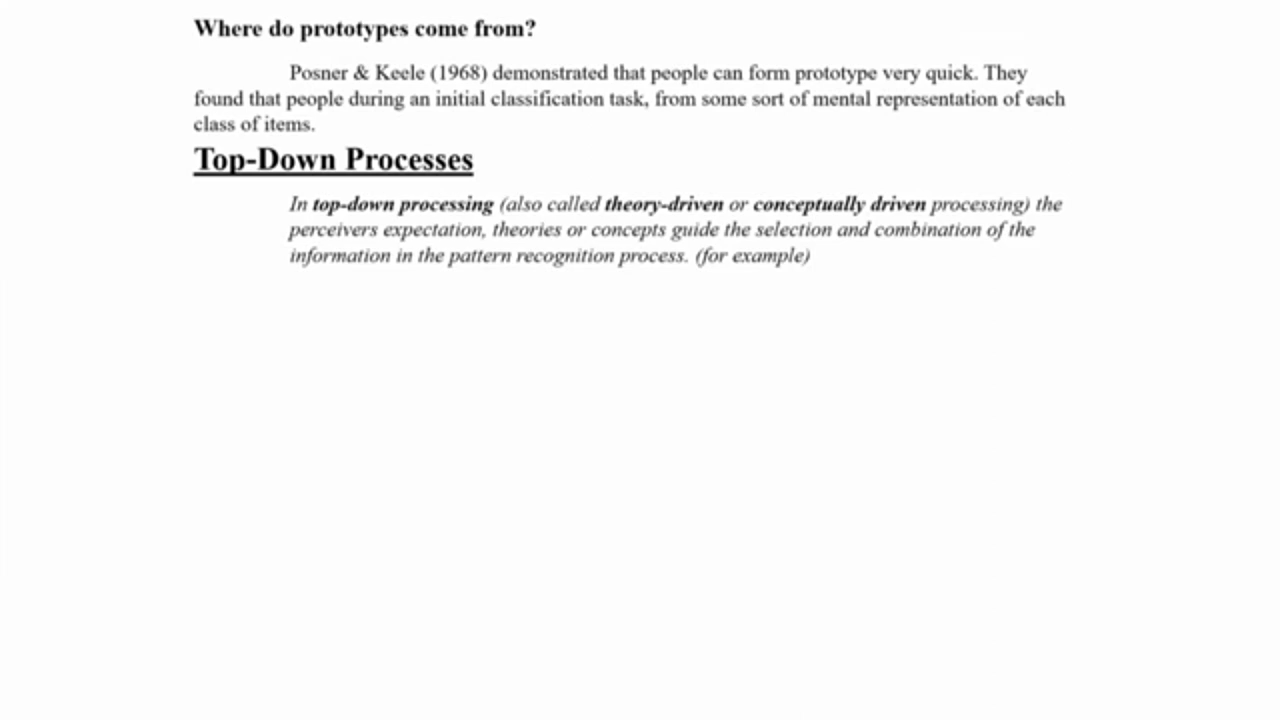 Where do prototypes come from?
Posner & Keele (1968) demonstrated that people can form prototype very quick. They
found that people during an initial classification task, from some sort of mental representation of each
class of items.
Top-Down Processes
In top-down processing (also called theory-driven or conceptually driven processing) the
perceivers expectation, theories or concepts guide the selection and combination of the
information in the pattern recognition process. (for example)